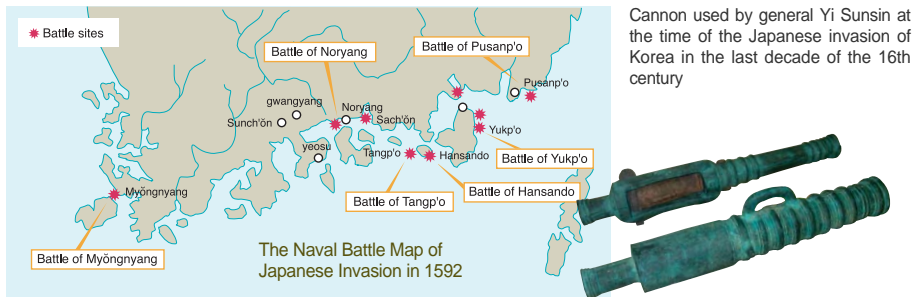 Battle sites
Battle of Noryang
Battle of Pusanp'o
Pusanp'o
gwangyang
Noryang
Sunch'ŏn
Sach'ŏn
Yukp'o
yeosu
Tangp'o
Hansando
Battle of Yukp'o
Myŏngnyang
Battle of Hansando
Battle of Tangp'o
Battle of Myŏngnyang
The Naval Battle Map of
Japanese Invasion in 1592
Cannon used by general Yi Sunsin at
the time of the Japanese invasion of
Korea in the last decade of the 16th
century